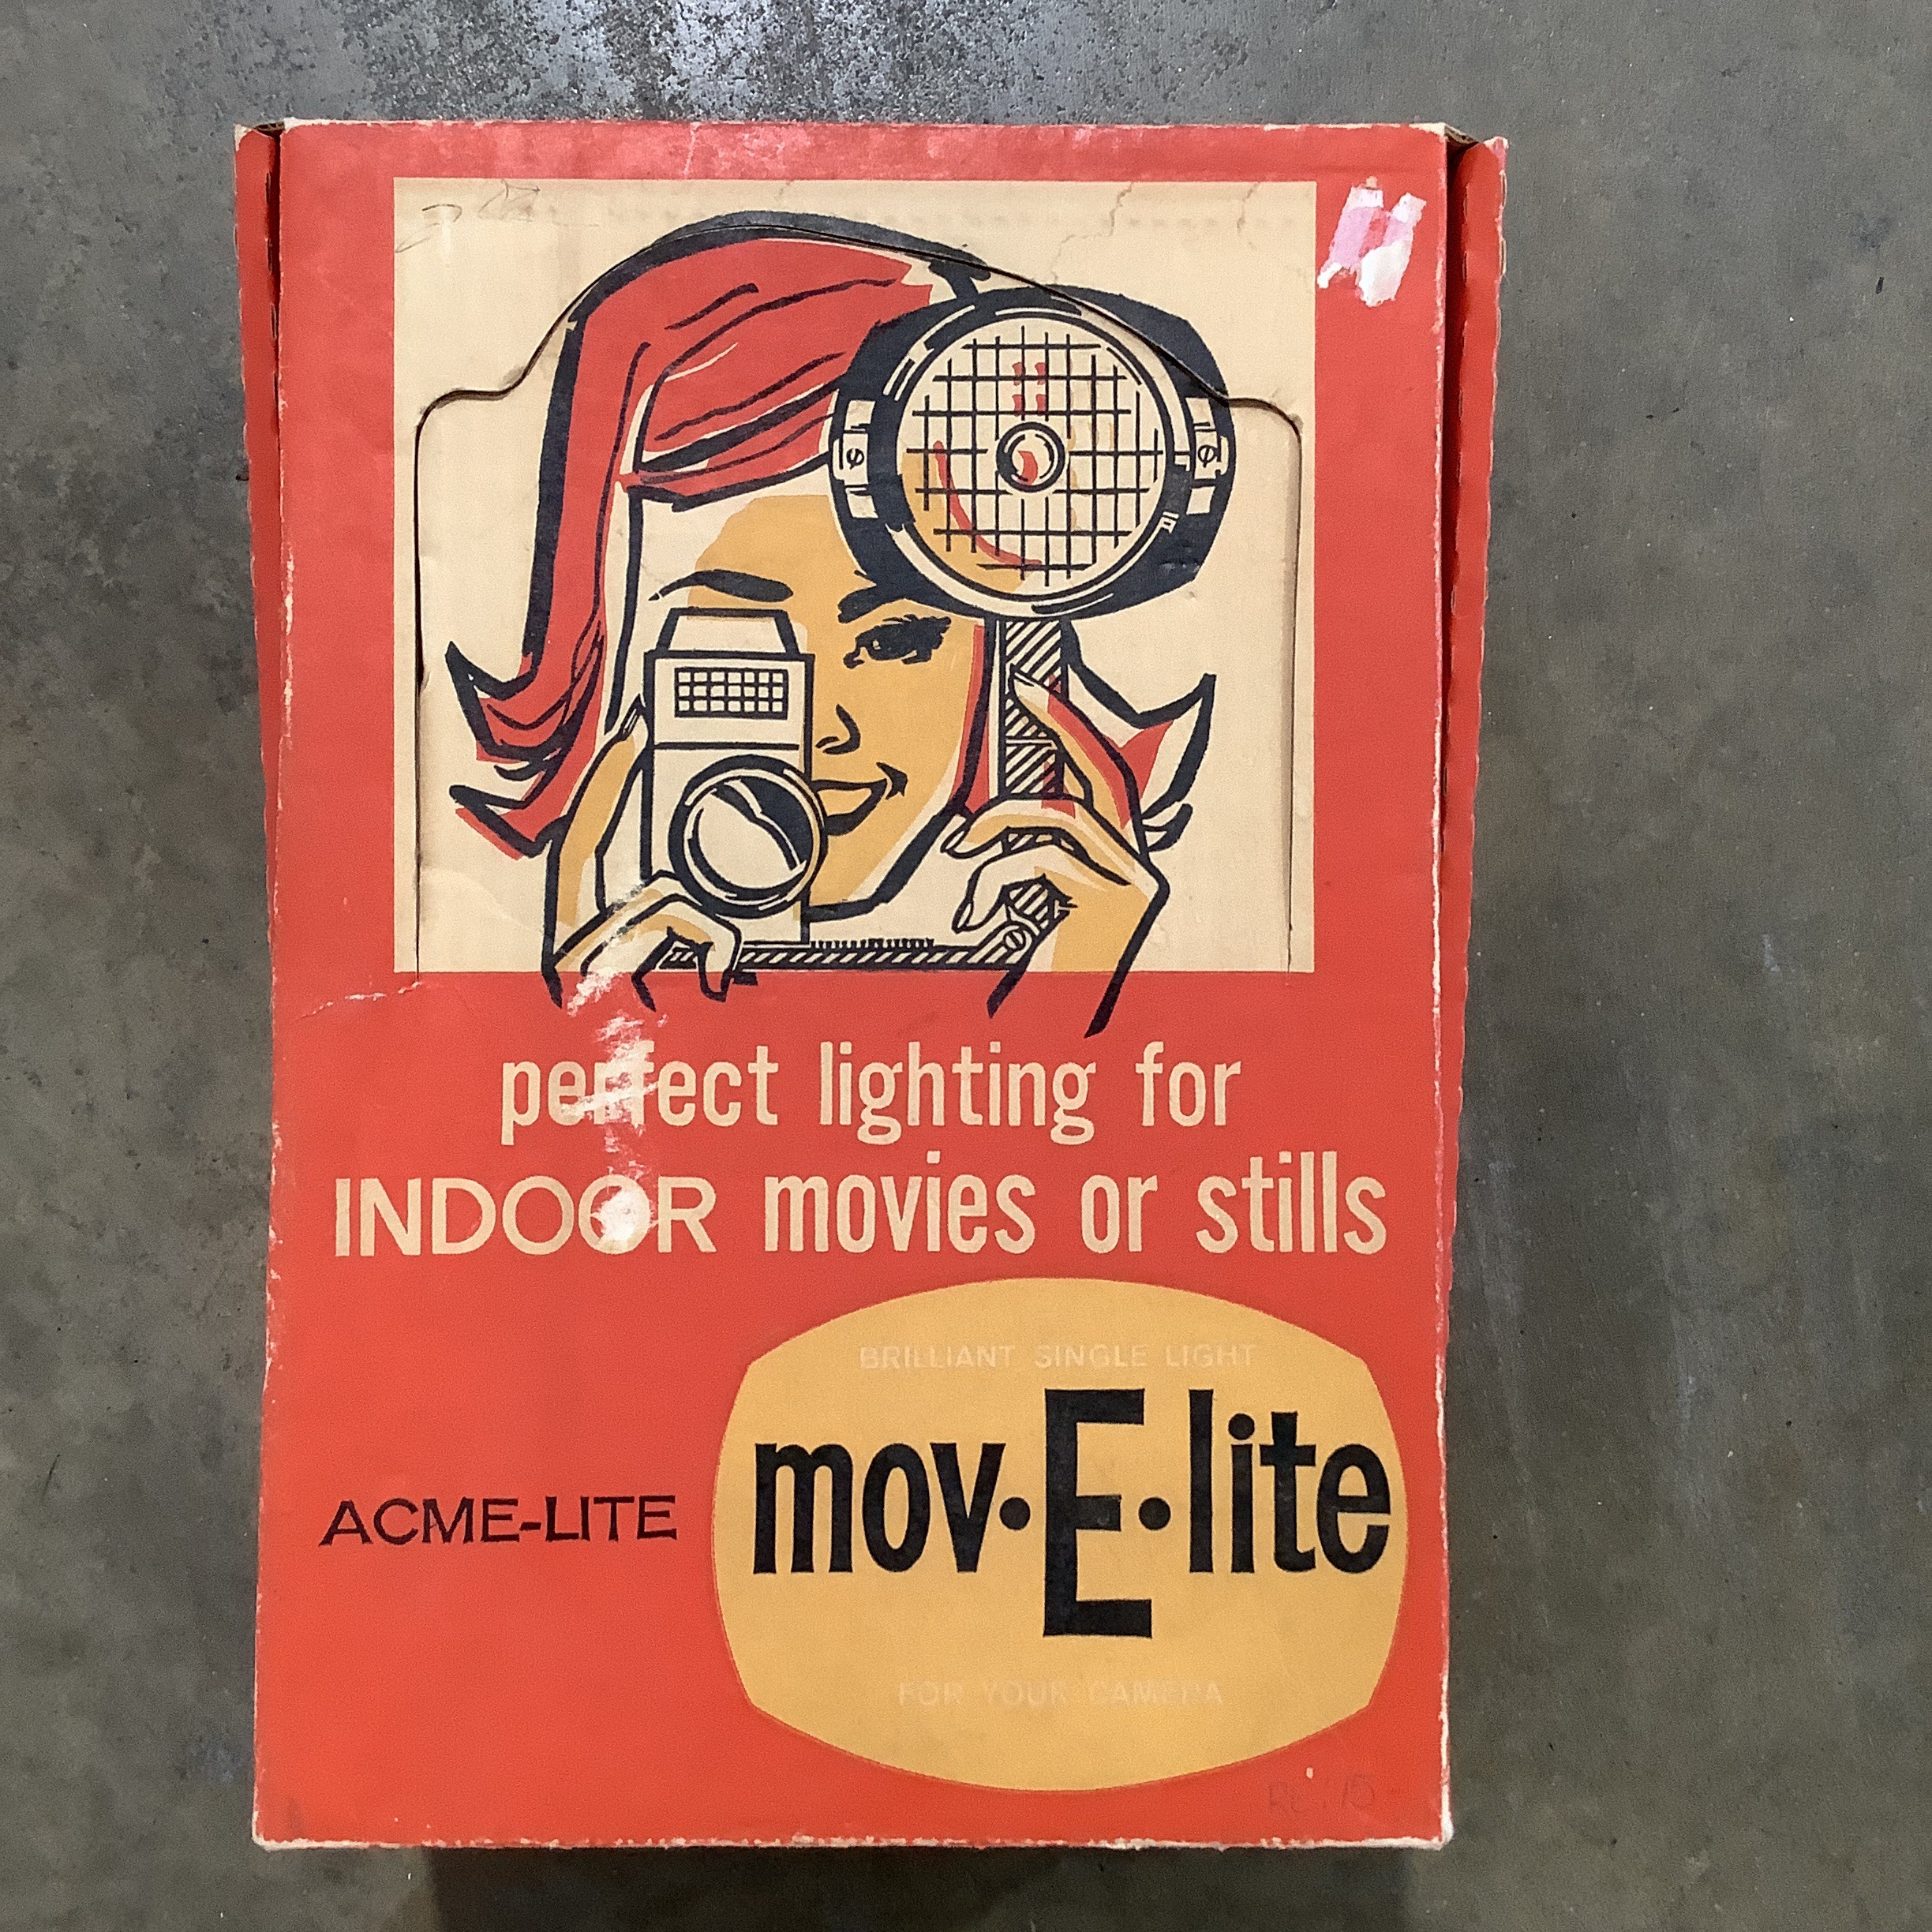 perfect lighting for
INDOOR movies or stills
BRILLIANT SINGLE LIGHT
mov·E·lite
ACME-LITE
FOR YOUR CAMERA